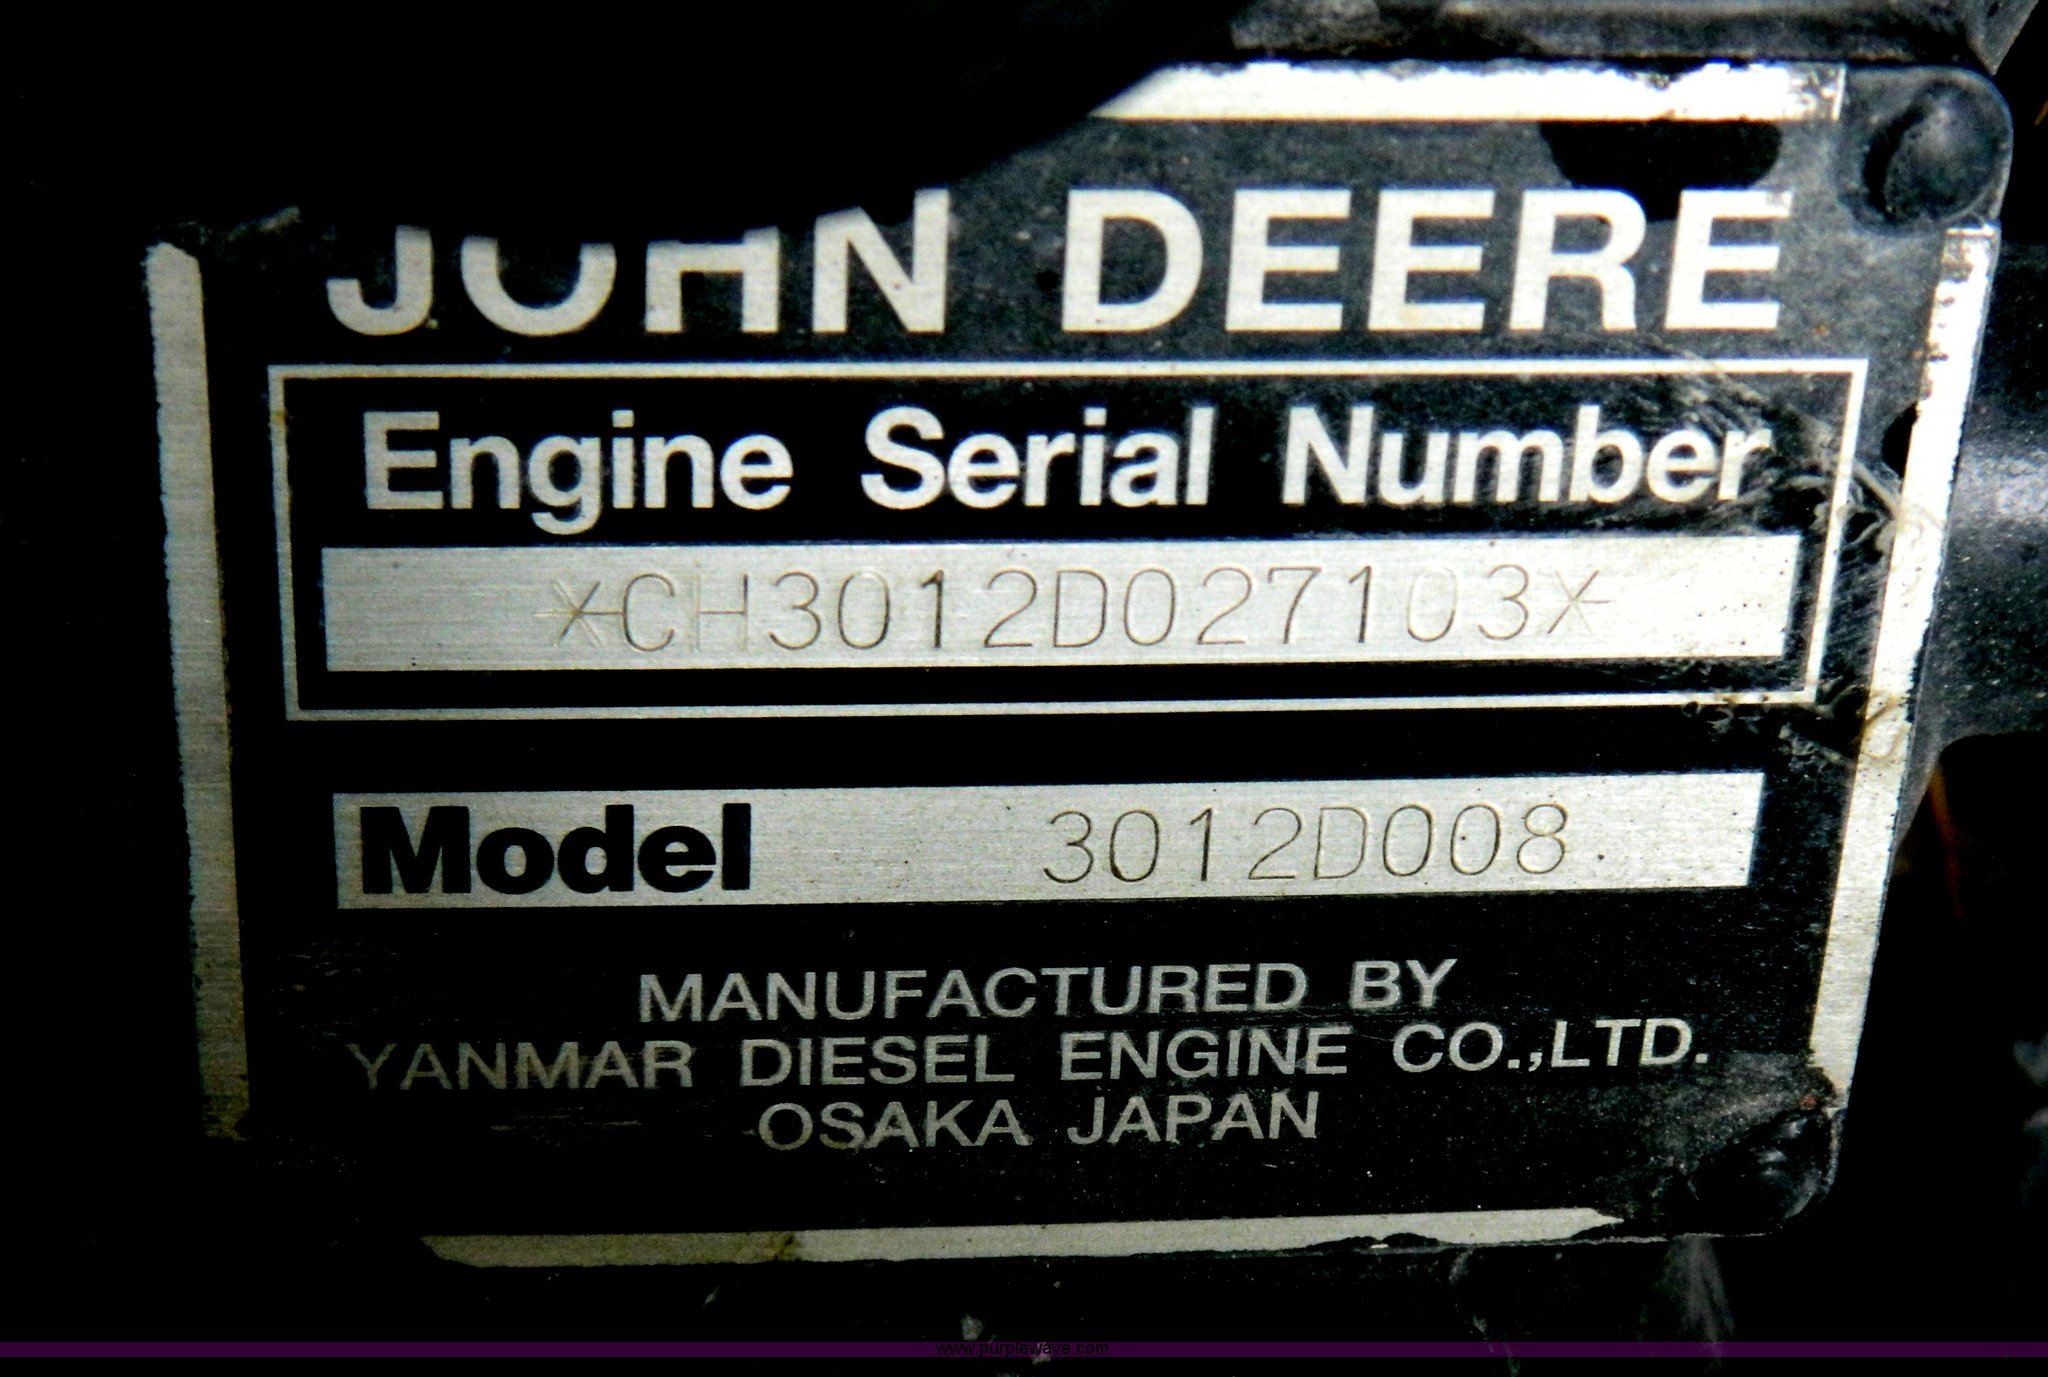 JOHN DEERE
Engine Serial Number
*CH3012D027103*
Model 3012D008
MANUFACTURED BY
YANMAR DIESEL ENGINE CO.,LTD.
OSAKA JAPAN
www.purplewave.com